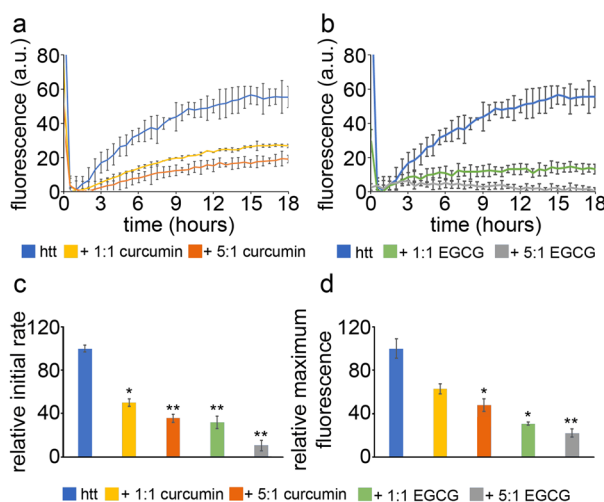 a
fluorescence (a.u.)
80
60
40
20
0
0 3 6 9 12 15 18
time (hours)
htt + 1:1 curcumin + 5:1 curcumin
b
fluorescence (a.u.)
80
60
40
20
0
0 3 6 9 12 15 18
time (hours)
htt + 1:1 EGCG + 5:1 EGCG
c
relative initial rate
120
80
40
0
* ** ** **
d
relative maximum
fluorescence
120
80
40
0
* * **
htt + 1:1 curcumin + 5:1 curcumin + 1:1 EGCG + 5:1 EGCG